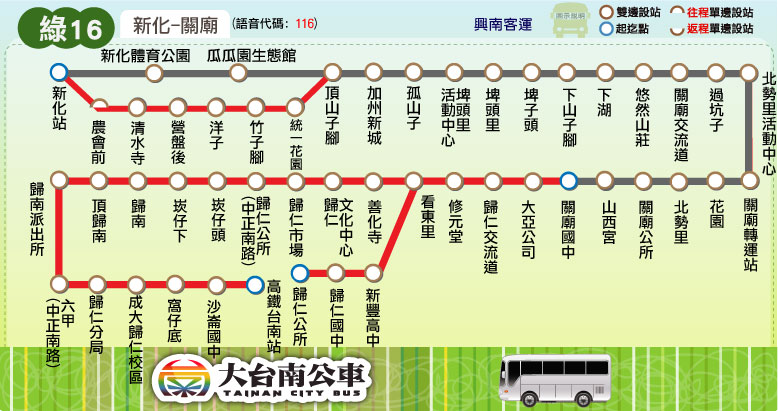 綠16
新化-關廟
(語音代碼: 116)
興南客運
圖示說明
雙邊設站
起迄點
往程單邊設站
返程單邊設站
新化體育公園
瓜瓜園生態館
新化站
農會前
清水寺
營盤後
洋子
竹子腳
統一花園
頂山子腳
加州新城
孤山子
埤頭里活動中心
埤頭里
埤子頭
下山子腳
下湖
悠然山莊
關廟交流道
過坑子
北勢里活動中心
歸南派出所
頂歸南
歸南
崁仔下
崁仔頭
歸仁公所
(中正南路)
歸仁市場
歸仁文化中心
善化寺
看東里
修元堂
歸仁交流道
大亞公司
關廟國中
山西宮
關廟公所
北勢里
花園
關廟轉運站
六甲
(中正南路)
歸仁分局
成大歸仁校區
窩仔底
沙崙國中
高鐵台南站
歸仁公所
歸仁國中
新豐高中
大台南公車
TAINAN CITY BUS